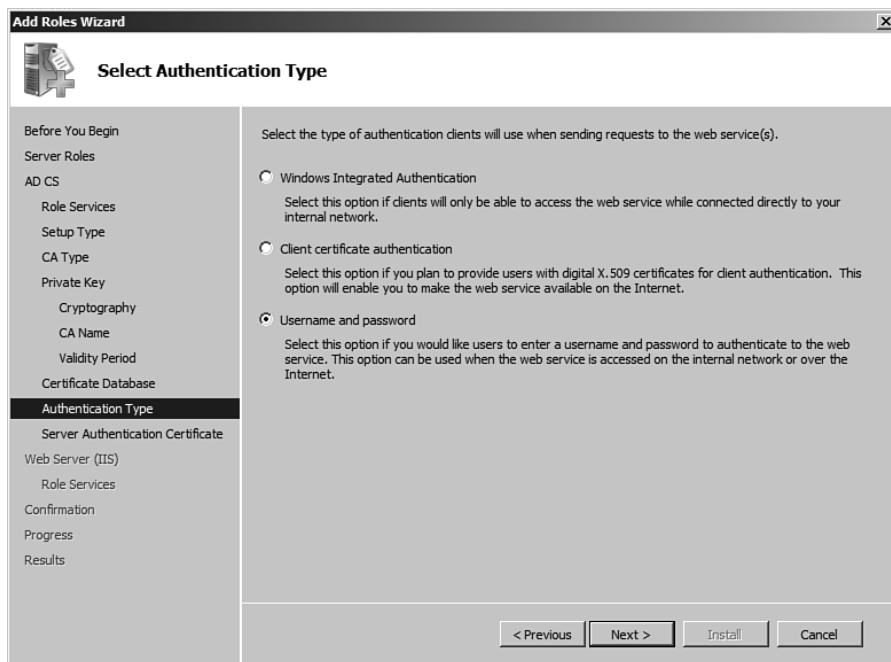 Add Roles Wizard
Select Authentication Type
Before You Begin
Server Roles
AD CS
Role Services
Setup Type
CA Type
Private Key
Cryptography
CA Name
Validity Period
Certificate Database
Authentication Type
Server Authentication Certificate
Web Server (IIS)
Role Services
Confirmation
Progress
Results
Select the type of authentication clients will use when sending requests to the web service(s).
Windows Integrated Authentication
Select this option if clients will only be able to access the web service while connected directly to your
internal network.
Client certificate authentication
Select this option if you plan to provide users with digital X.509 certificates for client authentication. This
option will enable you to make the web service available on the Internet.
Username and password
Select this option if you would like users to enter a username and password to authenticate to the web
service. This option can be used when the web service is accessed on the internal network or over the
Internet.
< Previous
Next >
Install
Cancel